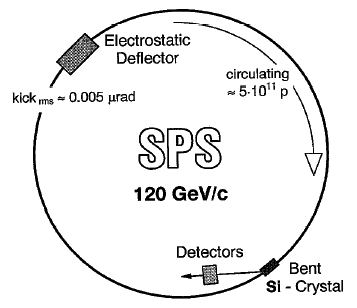 Electrostatic
Deflector
kick rms ≈ 0.005 μrad
circulating
≈ 5·10¹¹ p
SPS
120 GeV/c
Detectors
Bent
Si - Crystal